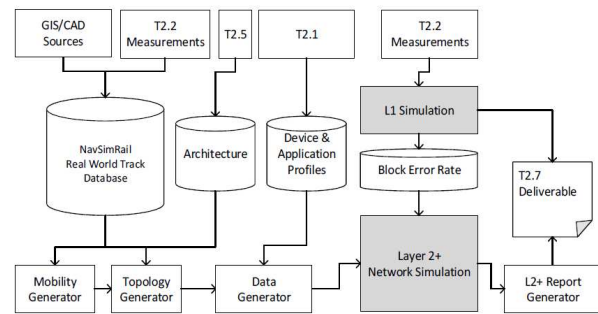 GIS/CAD
Sources
T2.2
Measurements
T2.5
T2.1
T2.2
Measurements
NavSimRail
Real World Track
Database
Architecture
Device &
Application
Profiles
L1 Simulation
Block Error Rate
T2.7
Deliverable
Mobility
Generator
Topology
Generator
Data
Generator
Layer 2+
Network Simulation
L2+ Report
Generator